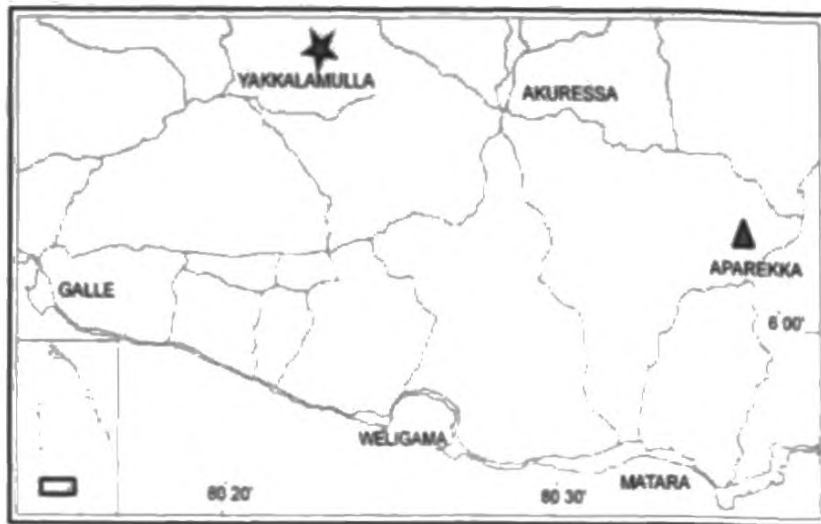 YAKKALAMULLA
AKURESSA
APAREKKA
GALLE
6 00'
WELIGAMA
MATARA
80 20'
80 30'